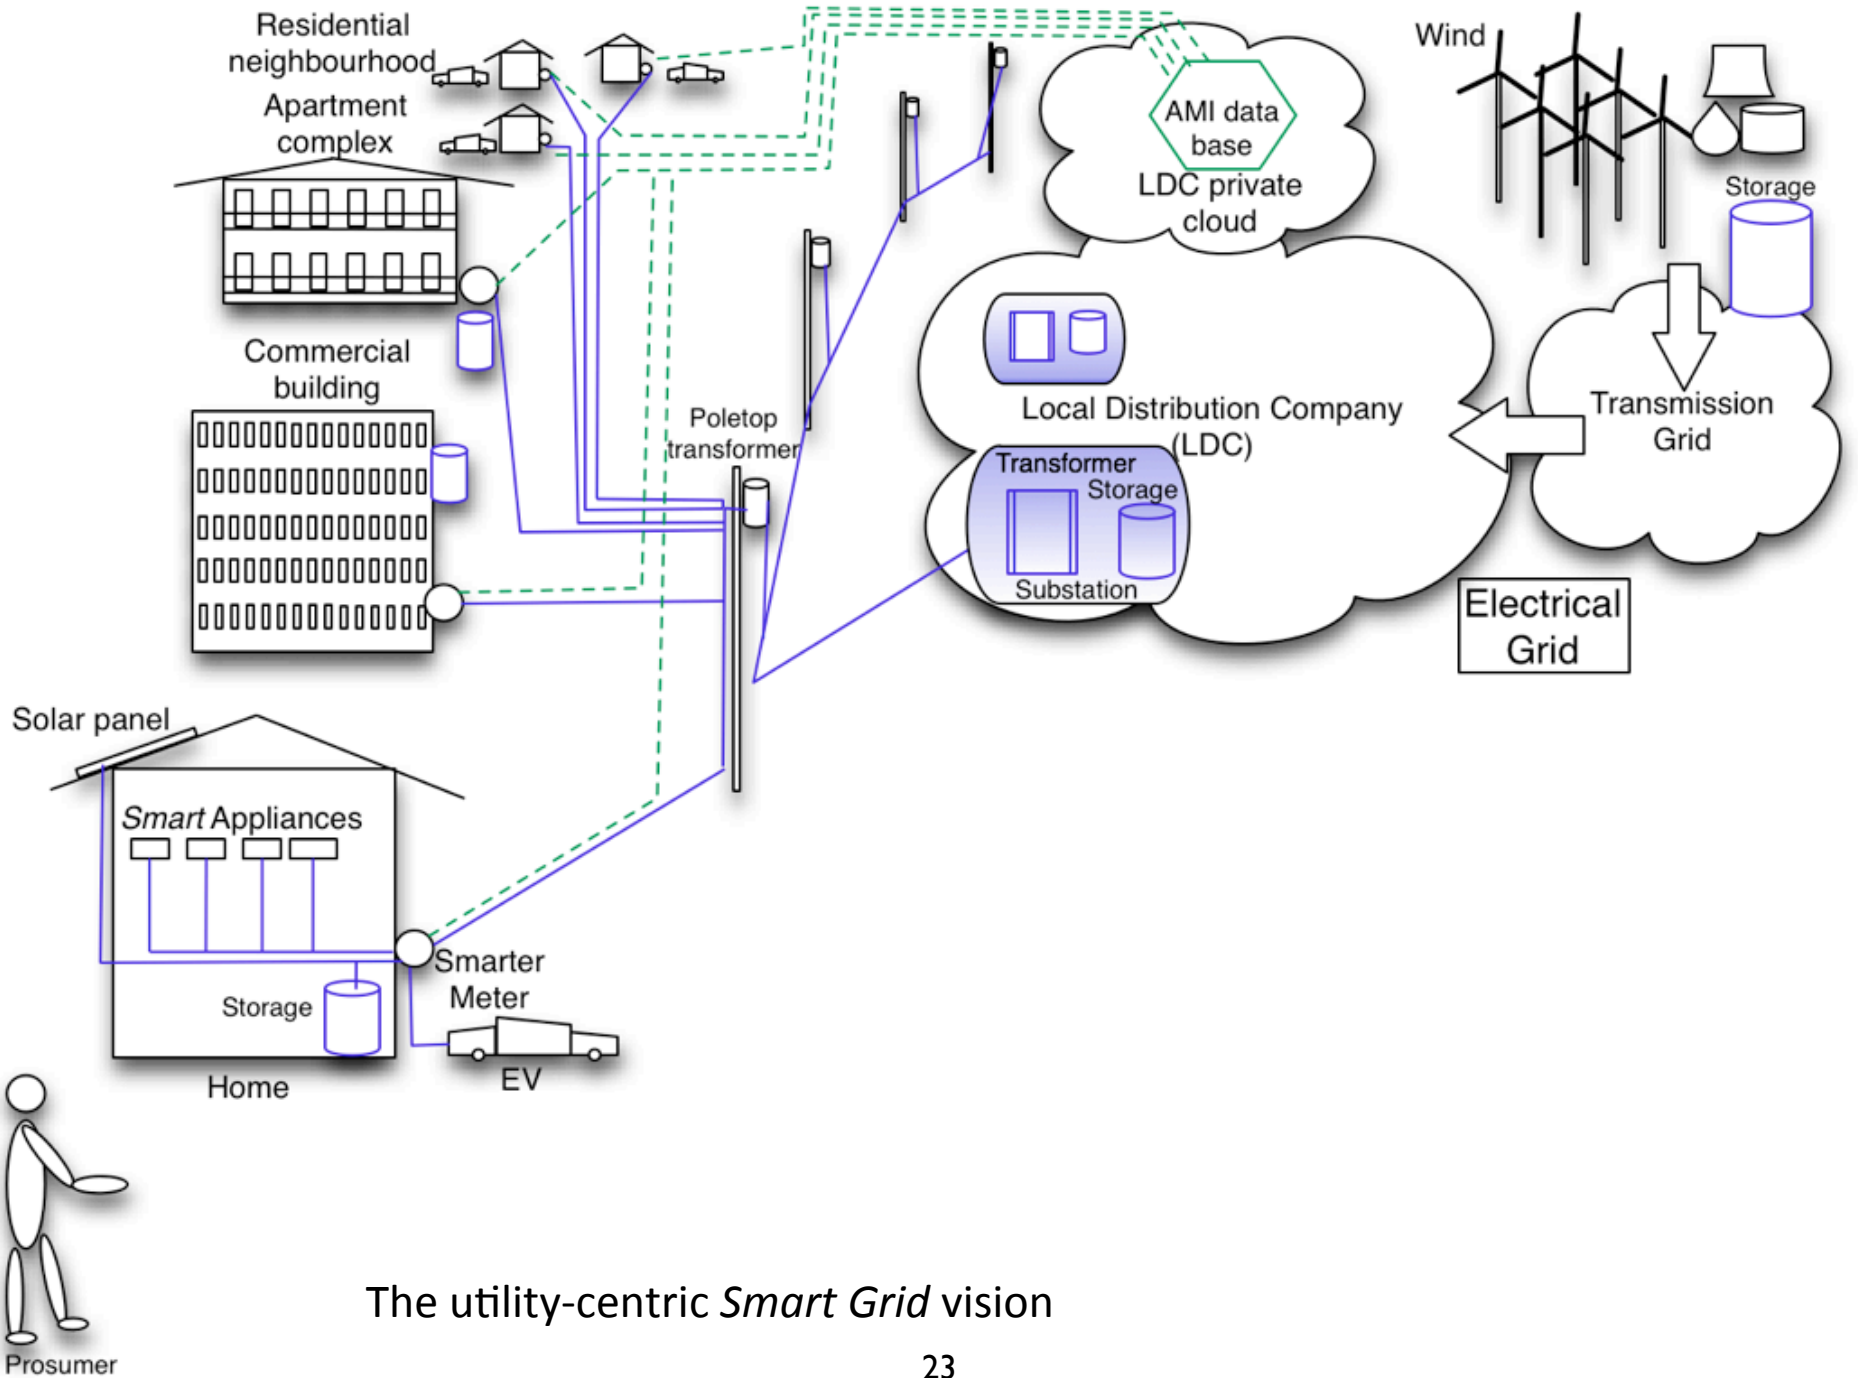 Residential
neighbourhood
Apartment
complex
Commercial
building
Poletop
transformer
AMI data
base
LDC private
cloud
Wind
Storage
Local Distribution Company
(LDC)
Transformer
Storage
Substation
Transmission
Grid
Electrical
Grid
Solar panel
Smart Appliances
Smarter
Meter
Storage
EV
Home
Prosumer
The utility-centric Smart Grid vision
23